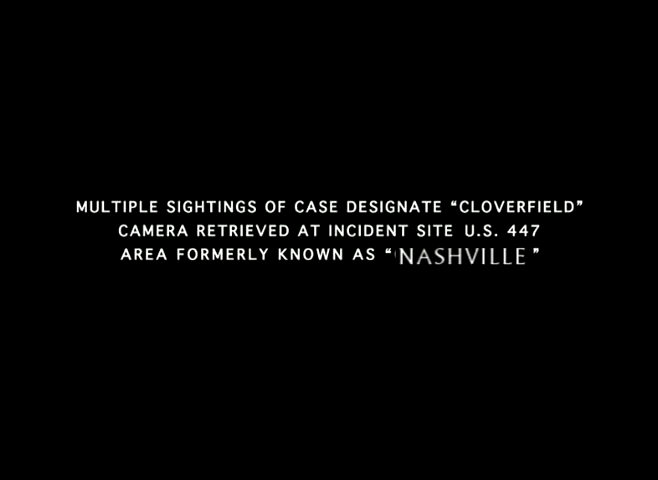 MULTIPLE SIGHTINGS OF CASE DESIGNATE “CLOVERFIELD”
CAMERA RETRIEVED AT INCIDENT SITE U.S. 447
AREA FORMERLY KNOWN AS “NASHVILLE”